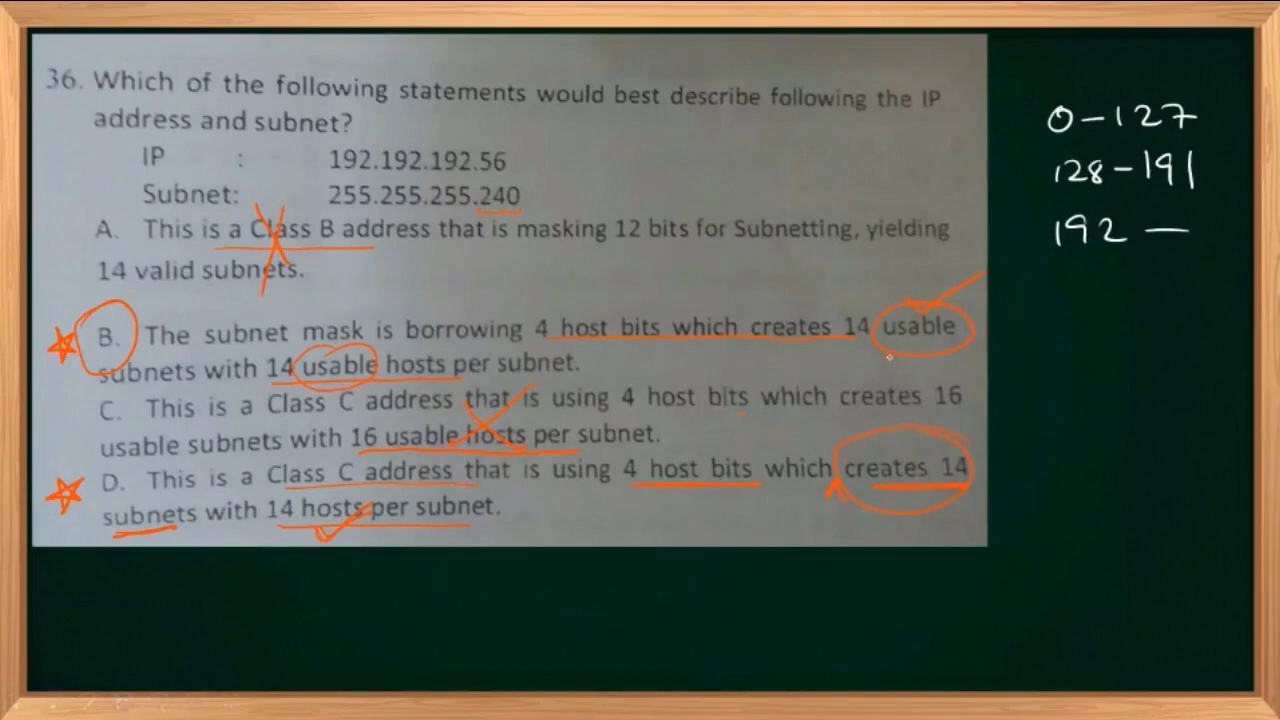 36. Which of the following statements would best describe following the IP
address and subnet?
IP : 192.192.192.56
Subnet: 255.255.255.240
A. This is a Class B address that is masking 12 bits for Subnetting, yielding
14 valid subnets.
B. The subnet mask is borrowing 4 host bits which creates 14 usable
subnets with 14 usable hosts per subnet.
C. This is a Class C address that is using 4 host bits which creates 16
usable subnets with 16 usable hosts per subnet.
D. This is a Class C address that is using 4 host bits which creates 14
subnets with 14 hosts per subnet.
0-127
128-191
192 —